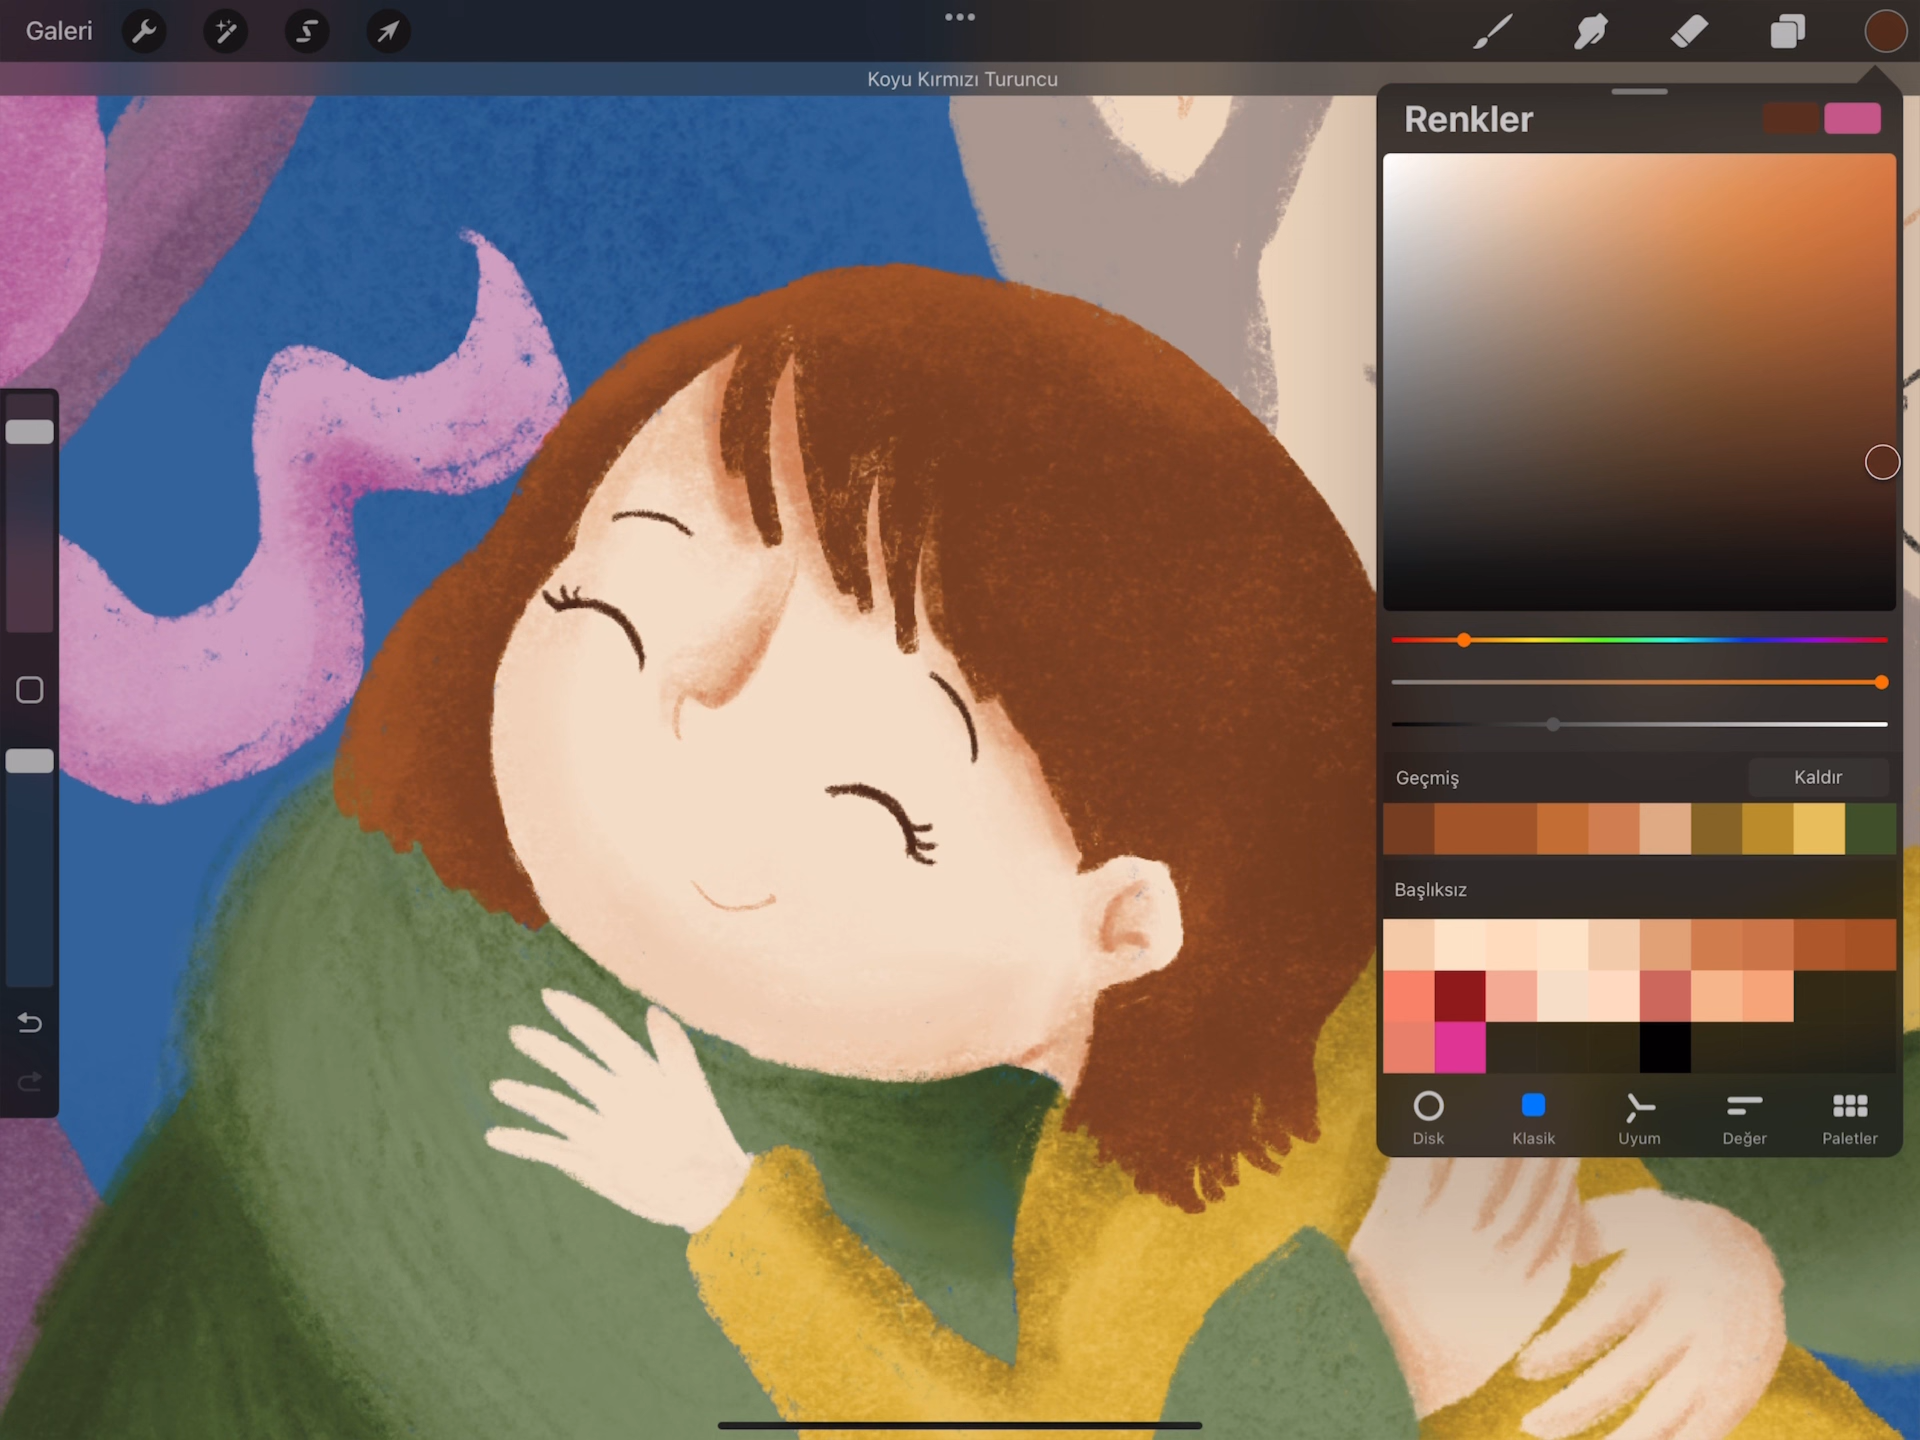 Galeri
Koyu Kırmızı Turuncu
Renkler
Geçmiş
Kaldır
Başlıksız
Disk
Klasik
Uyum
Değer
Paletler